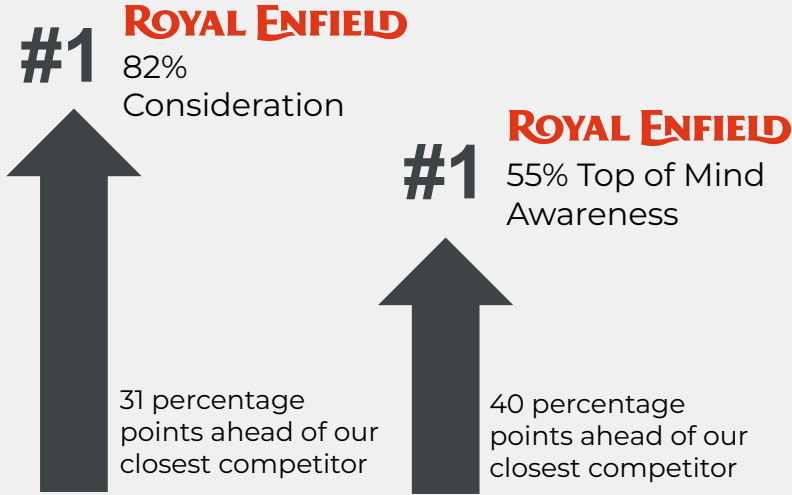 #1
ROYAL ENFIELD
82%
Consideration
31 percentage
points ahead of our
closest competitor
#1
ROYAL ENFIELD
55% Top of Mind
Awareness
40 percentage
points ahead of our
closest competitor